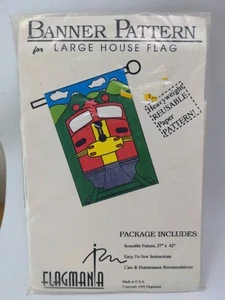 BANNER PATTERN
for LARGE HOUSE FLAG
Heavyweight
REUSABLE
Paper
PATTERN!
PACKAGE INCLUDES:
Reusable Pattern, 27" x 42"
Easy-To-Sew Instructions
Care & Maintenance Recommendations
FLAGMANIA
Made in U.S.A.